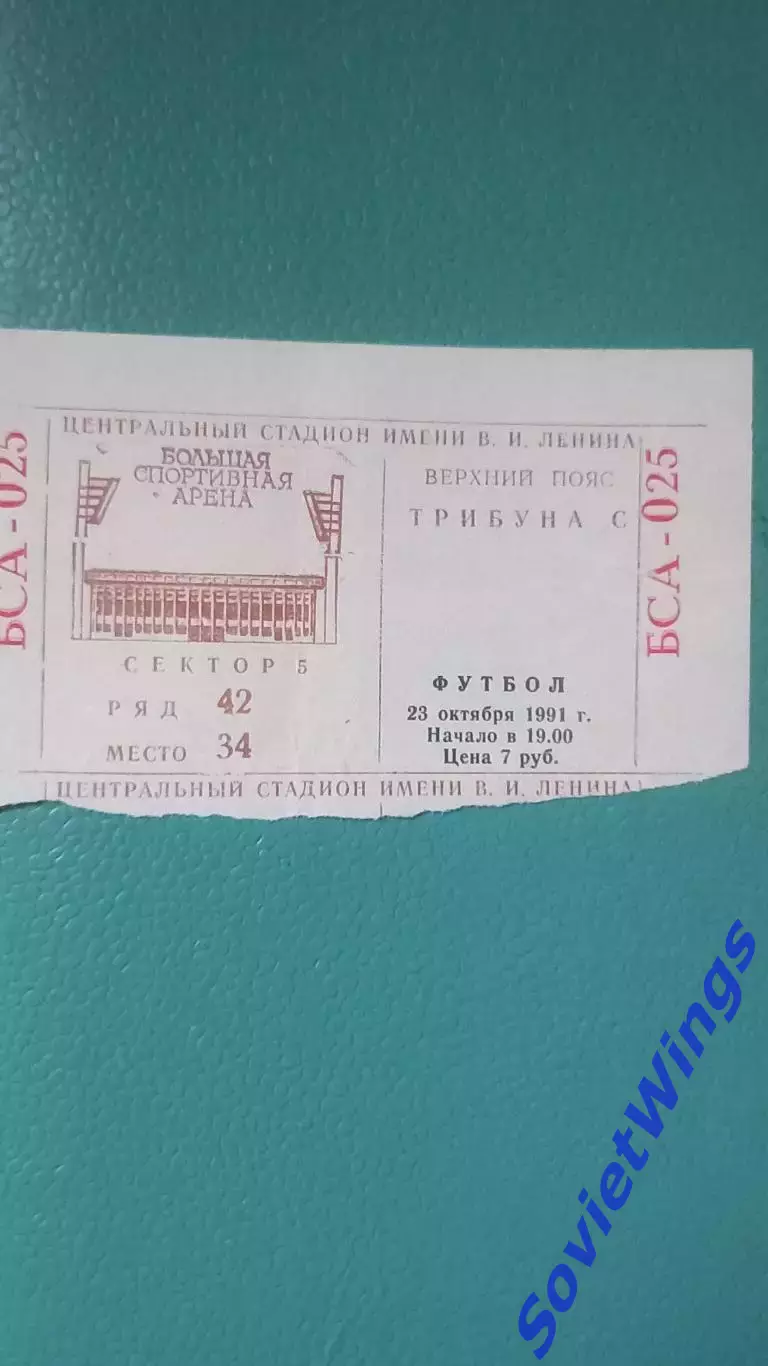 ЦЕНТРАЛЬНЫЙ СТАДИОН ИМЕНИ В. И. ЛЕНИНА
БОЛЬШАЯ
СПОРТИВНАЯ
АРЕНА
СЕКТОР 5
РЯД 42
МЕСТО 34
ВЕРХНИЙ ПОЯС
ТРИБУНА С
ФУТБОЛ
23 октября 1991 г.
Начало в 19.00
Цена 7 руб.
БСА - 025
БСА - 025
ЦЕНТРАЛЬНЫЙ СТАДИОН ИМЕНИ В. И. ЛЕНИНА
SovietWings